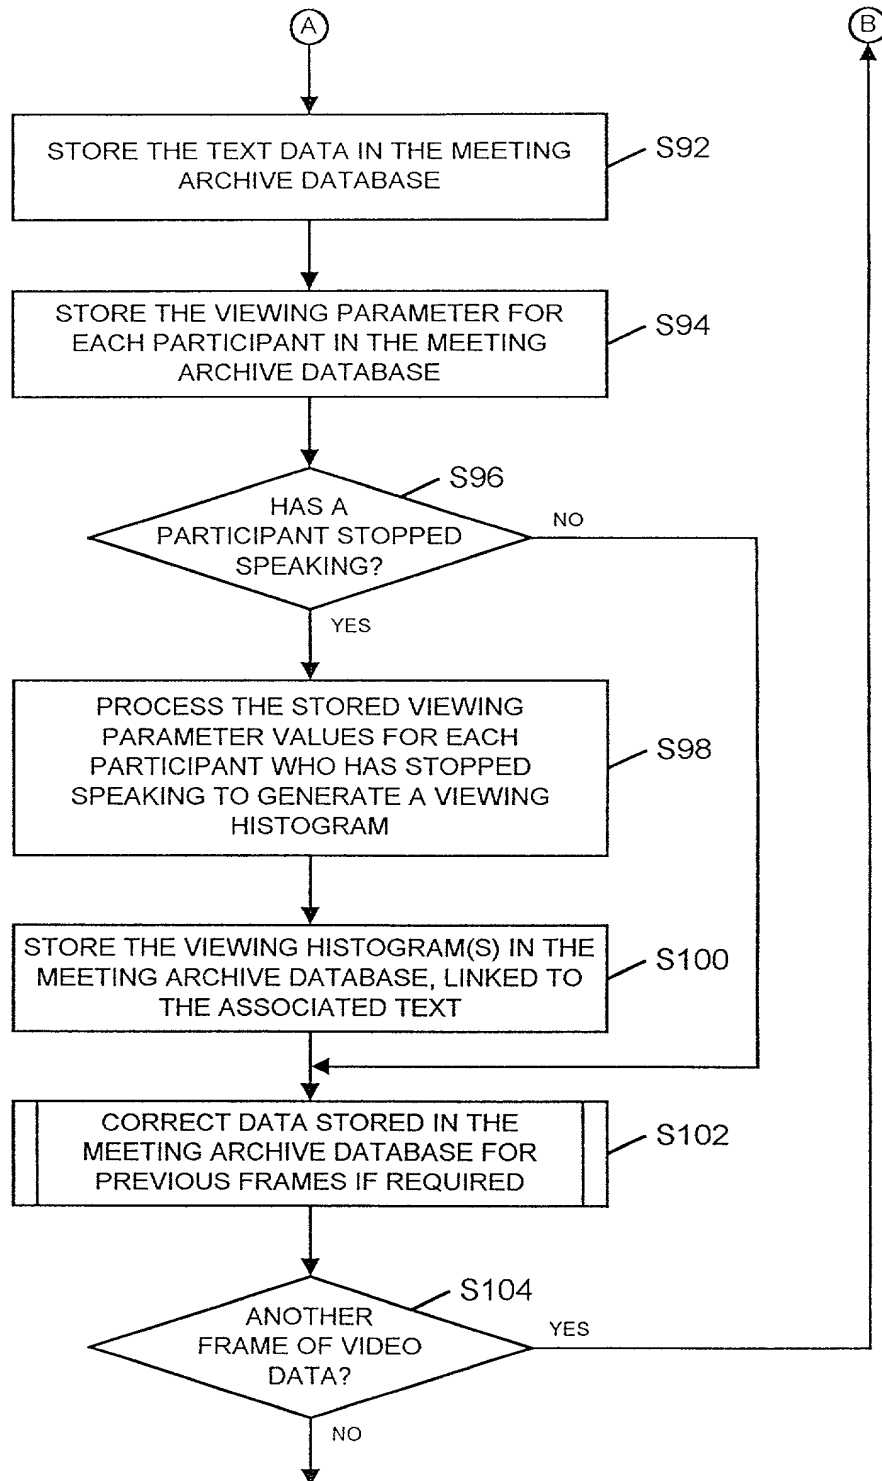 A
B
STORE THE TEXT DATA IN THE MEETING
ARCHIVE DATABASE
S92
STORE THE VIEWING PARAMETER FOR
EACH PARTICIPANT IN THE MEETING
ARCHIVE DATABASE
S94
S96
HAS A
PARTICIPANT STOPPED
SPEAKING?
NO
YES
PROCESS THE STORED VIEWING
PARAMETER VALUES FOR EACH
PARTICIPANT WHO HAS STOPPED
SPEAKING TO GENERATE A VIEWING
HISTOGRAM
S98
STORE THE VIEWING HISTOGRAM(S) IN THE
MEETING ARCHIVE DATABASE, LINKED TO
THE ASSOCIATED TEXT
S100
CORRECT DATA STORED IN THE
MEETING ARCHIVE DATABASE FOR
PREVIOUS FRAMES IF REQUIRED
S102
S104
ANOTHER
FRAME OF VIDEO
DATA?
YES
NO